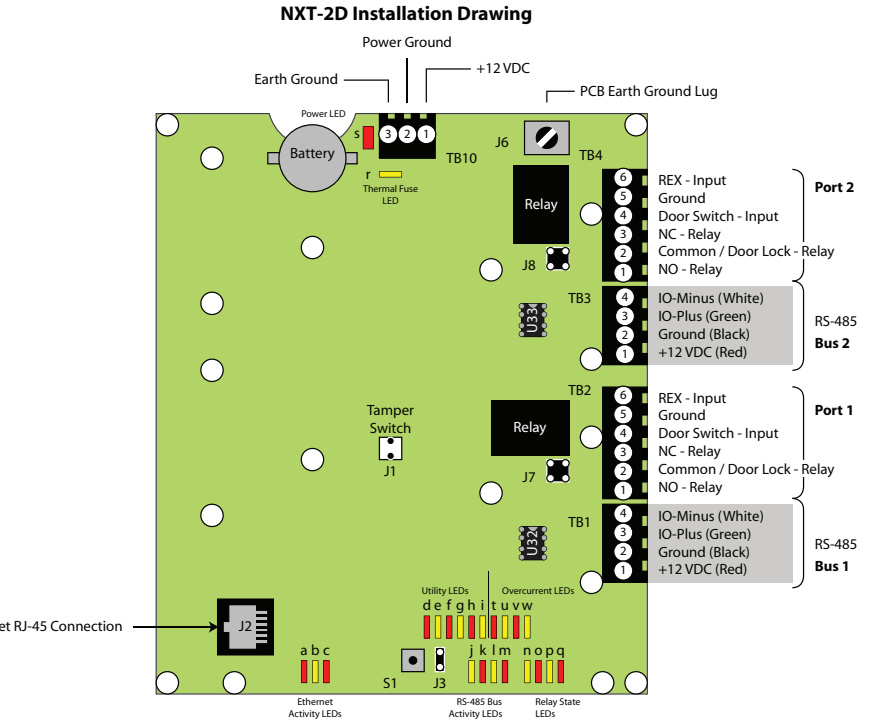 NXT-2D Installation Drawing
Power Ground
+12 VDC
Earth Ground
PCB Earth Ground Lug
Power LED
s
3 2 1
J6
Battery
TB10
TB4
r
Thermal Fuse
LED
Relay
J8
6 REX - Input
5 Ground
4 Door Switch - Input
3 NC - Relay
2 Common / Door Lock - Relay
1 NO - Relay
Port 2
TB3
U33
4 IO-Minus (White)
3 IO-Plus (Green)
2 Ground (Black)
1 +12 VDC (Red)
RS-485
Bus 2
TB2
Tamper
Switch
J1
Relay
J7
6 REX - Input
5 Ground
4 Door Switch - Input
3 NC - Relay
2 Common / Door Lock - Relay
1 NO - Relay
Port 1
TB1
U32
4 IO-Minus (White)
3 IO-Plus (Green)
2 Ground (Black)
1 +12 VDC (Red)
RS-485
Bus 1
Utility LEDs
Overcurrent LEDs
d e f g h i t u v w
et RJ-45 Connection
J2
a b c
S1
J3
j k l m
n o p q
Ethernet
Activity LEDs
RS-485 Bus
Activity LEDs
Relay State
LEDs